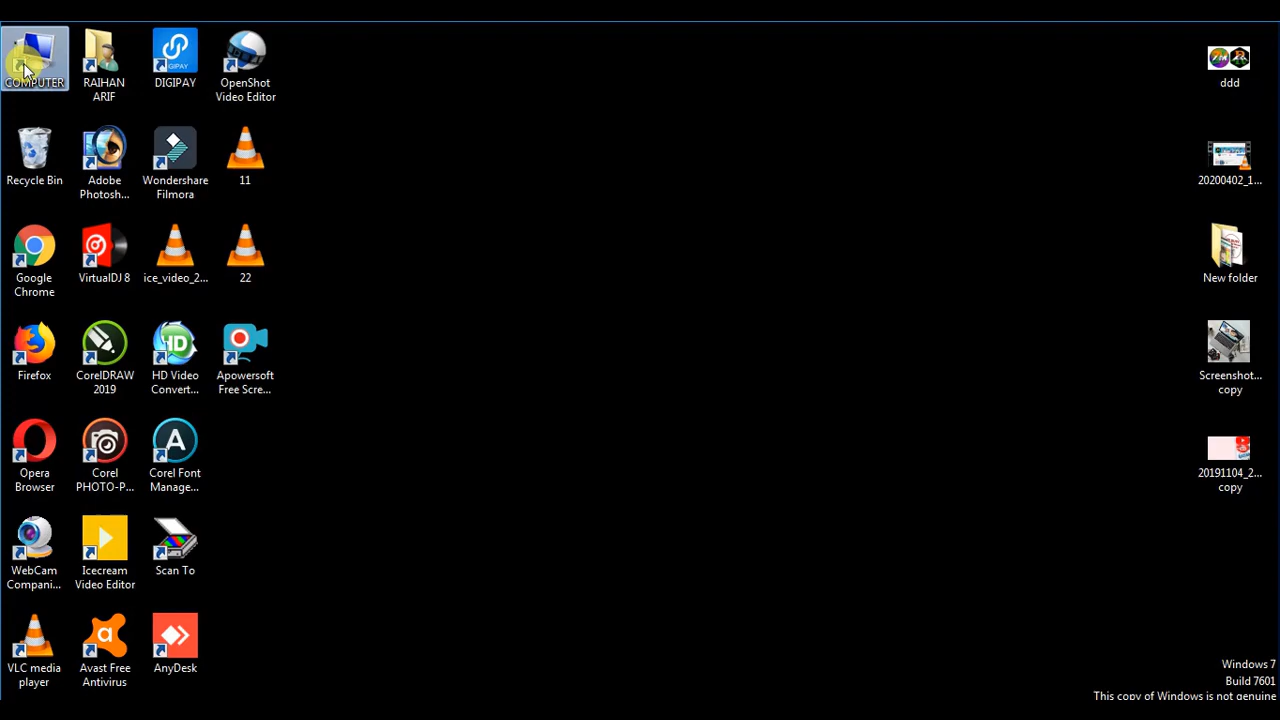 COMPUTER
RAIHAN
ARIF
GIPAY
DIGIPAY
OpenShot
Video Editor
ddd
Recycle Bin
Adobe
Photosh...
Wondershare
Filmora
11
20200402_1...
Google
Chrome
VirtualDJ 8
ice_video_2...
22
New folder
Firefox
CorelDRAW
2019
HD
HD Video
Convert...
Apowersoft
Free Scre...
Screenshot...
copy
Opera
Browser
Corel
PHOTO-P...
A
Corel Font
Manage...
20191104_2...
copy
WebCam
Compani...
Icecream
Video Editor
Scan To
VLC media
player
a
Avast Free
Antivirus
AnyDesk
Windows 7
Build 7601
This copy of Windows is not genuine